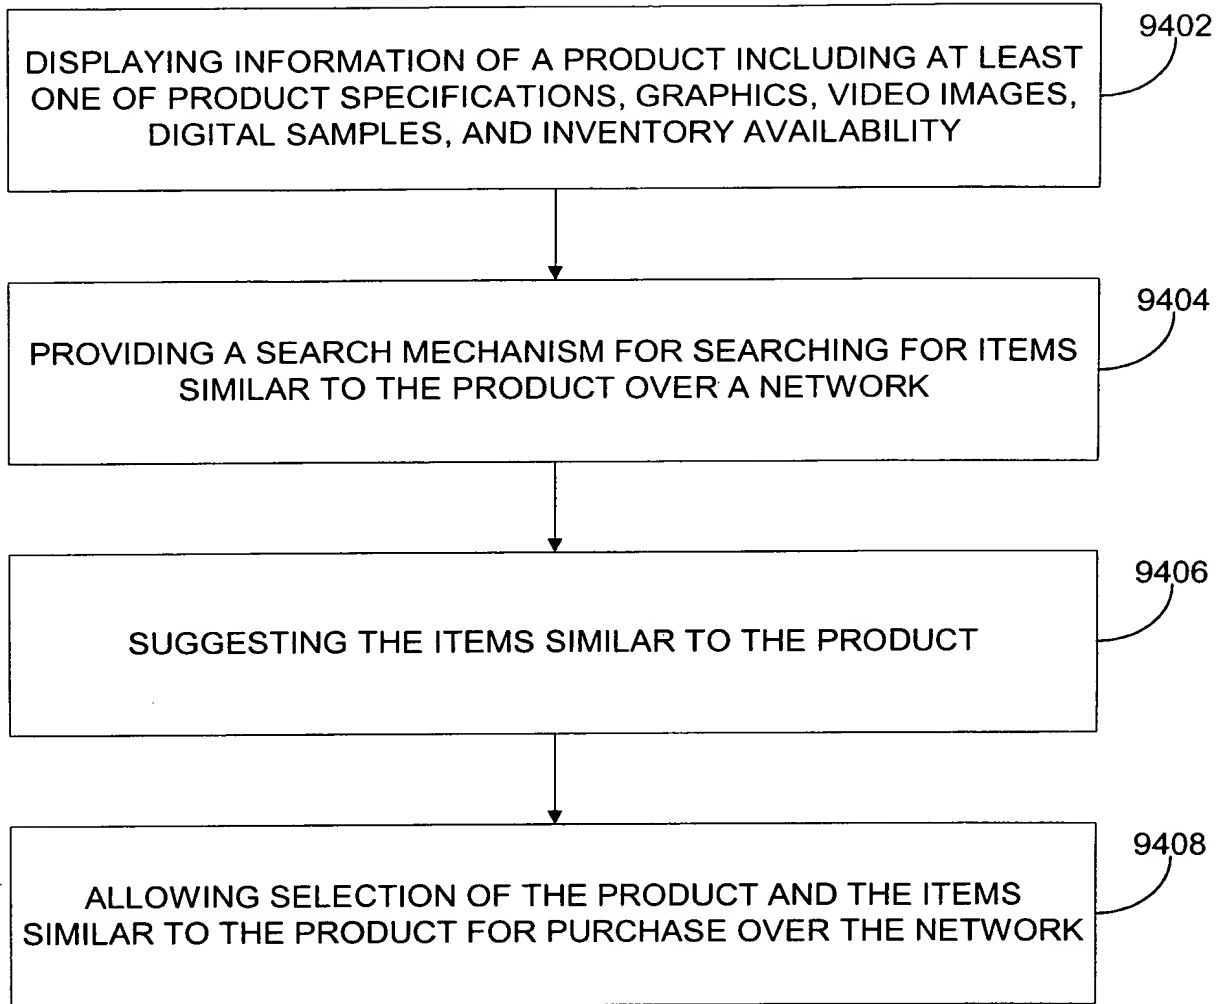 9402
DISPLAYING INFORMATION OF A PRODUCT INCLUDING AT LEAST
ONE OF PRODUCT SPECIFICATIONS, GRAPHICS, VIDEO IMAGES,
DIGITAL SAMPLES, AND INVENTORY AVAILABILITY
9404
PROVIDING A SEARCH MECHANISM FOR SEARCHING FOR ITEMS
SIMILAR TO THE PRODUCT OVER A NETWORK
9406
SUGGESTING THE ITEMS SIMILAR TO THE PRODUCT
9408
ALLOWING SELECTION OF THE PRODUCT AND THE ITEMS
SIMILAR TO THE PRODUCT FOR PURCHASE OVER THE NETWORK